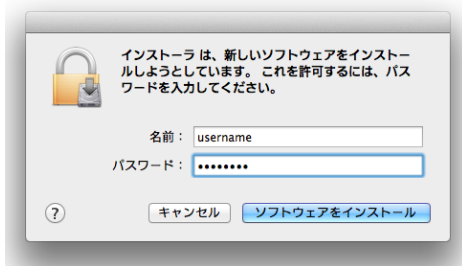 インストーラ は、新しいソフトウェアをインストー
ルしようとしています。 これを許可するには、パス
ワードを入力してください。
名前： username
パスワード： ••••••••
? キャンセル ソフトウェアをインストール